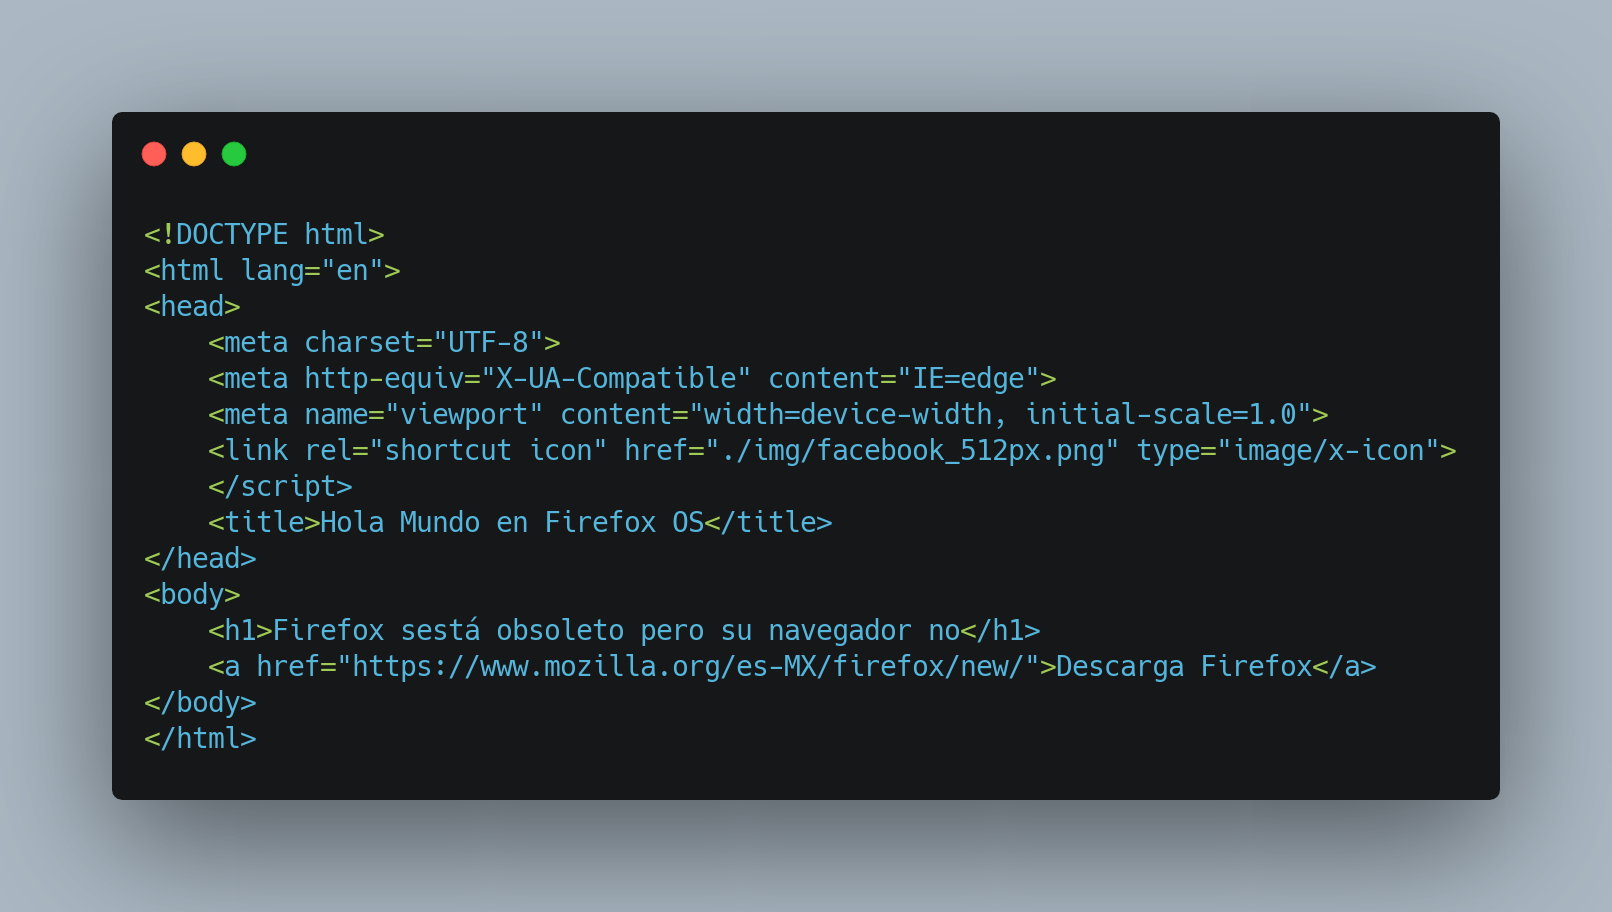 <!DOCTYPE html>
<html lang="en">
<head>
    <meta charset="UTF-8">
    <meta http-equiv="X-UA-Compatible" content="IE=edge">
    <meta name="viewport" content="width=device-width, initial-scale=1.0">
    <link rel="shortcut icon" href="./img/facebook_512px.png" type="image/x-icon">
    </script>
    <title>Hola Mundo en Firefox OS</title>
</head>
<body>
    <h1>Firefox sestá obsoleto pero su navegador no</h1>
    <a href="https://www.mozilla.org/es-MX/firefox/new/">Descarga Firefox</a>
</body>
</html>